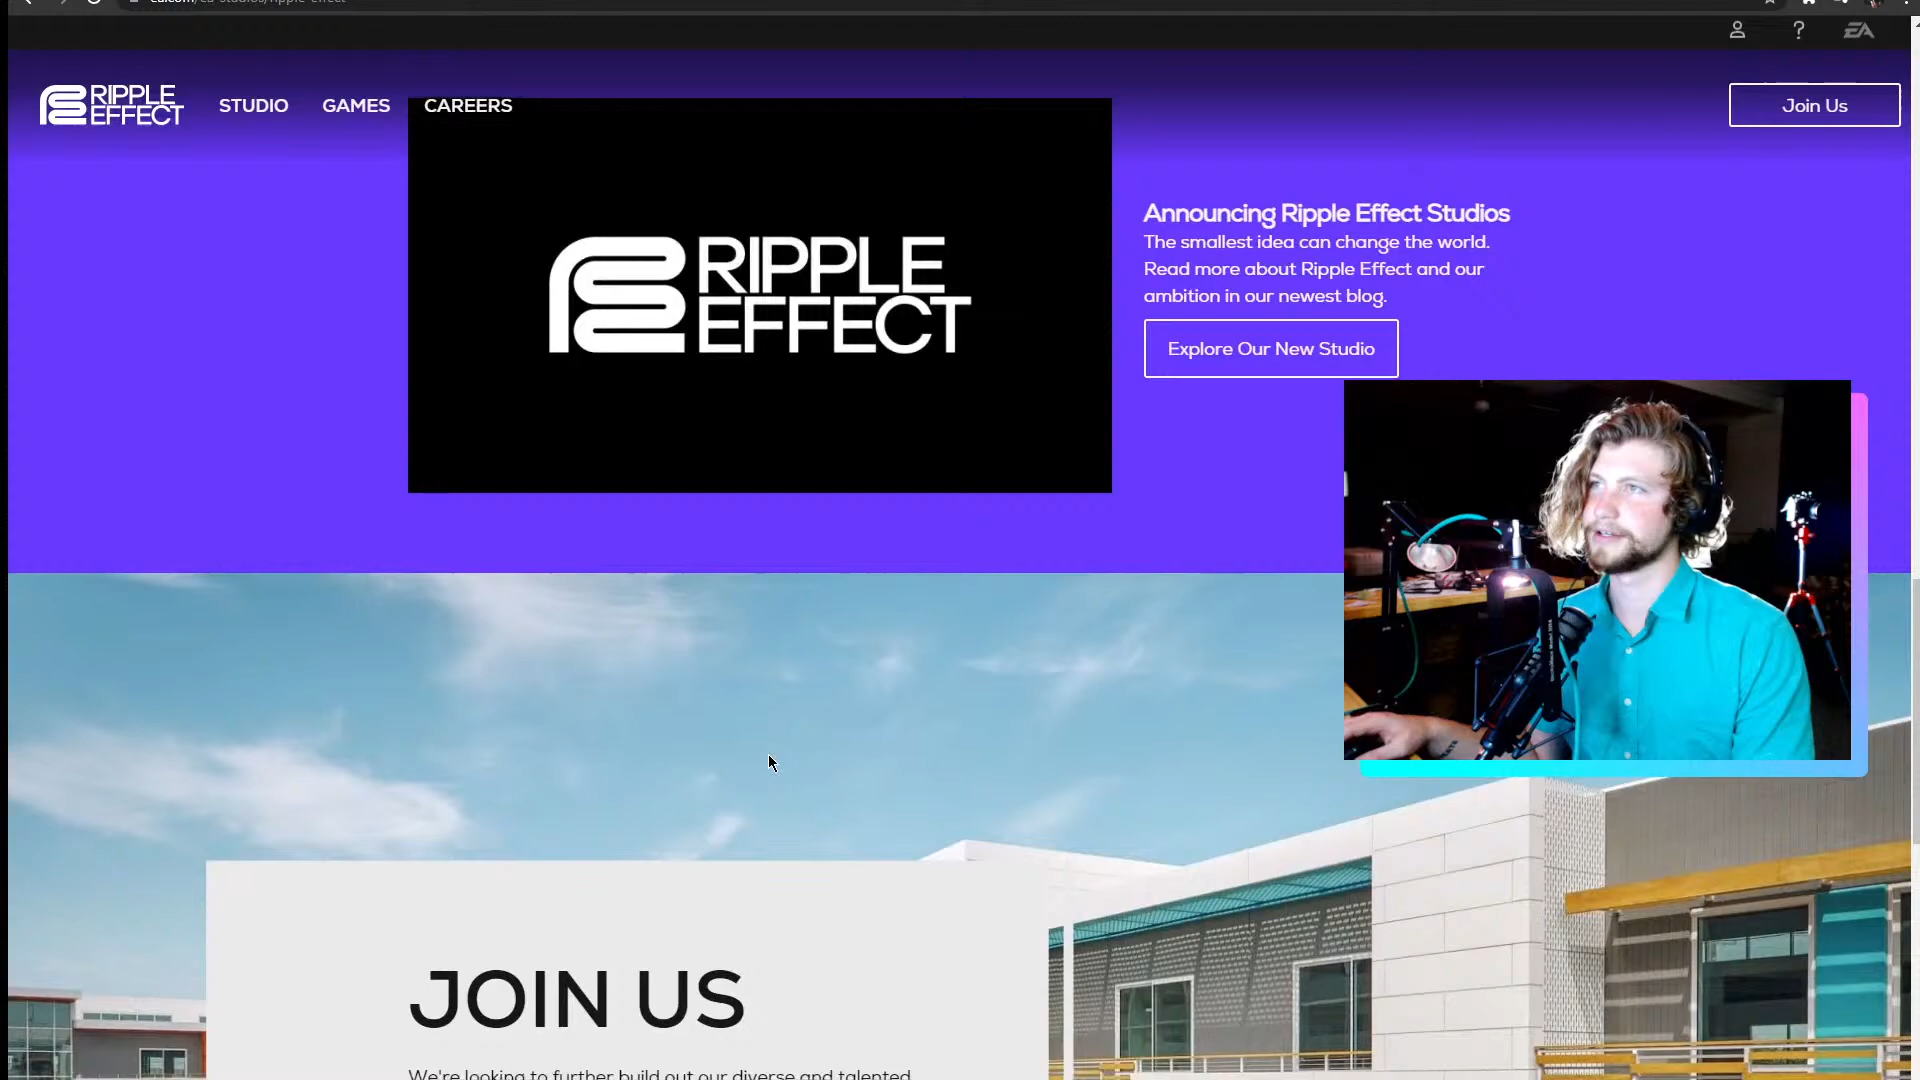 RIPPLE
EFFECT
STUDIO
GAMES
CAREERS
?
EA
Join Us
RIPPLE
EFFECT
Announcing Ripple Effect Studios
The smallest idea can change the world.
Read more about Ripple Effect and our
ambition in our newest blog.
Explore Our New Studio
JOIN US
We're looking to further build out our diverse and talented